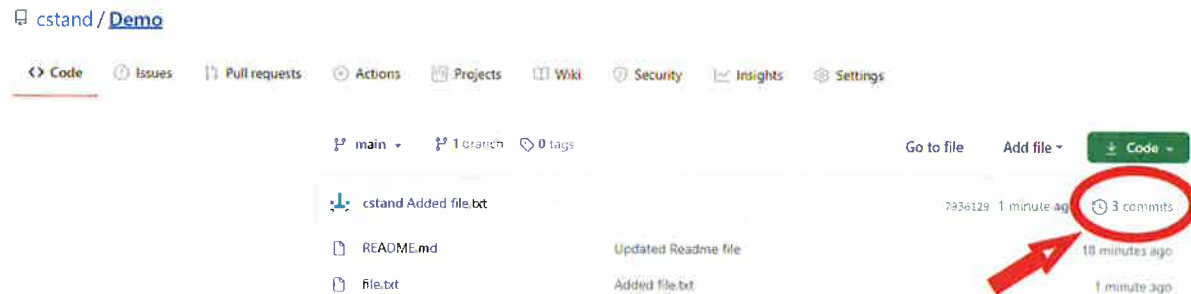 cstand / Demo
<> Code Issues Pull requests Actions Projects Wiki Security Insights Settings
main 1 branch 0 tags Go to file Add file Code
cstand Added file.txt 7936129 1 minute ag 3 commits
README.md Updated Readme file 18 minutes ago
file.txt Added file.txt 1 minute ago